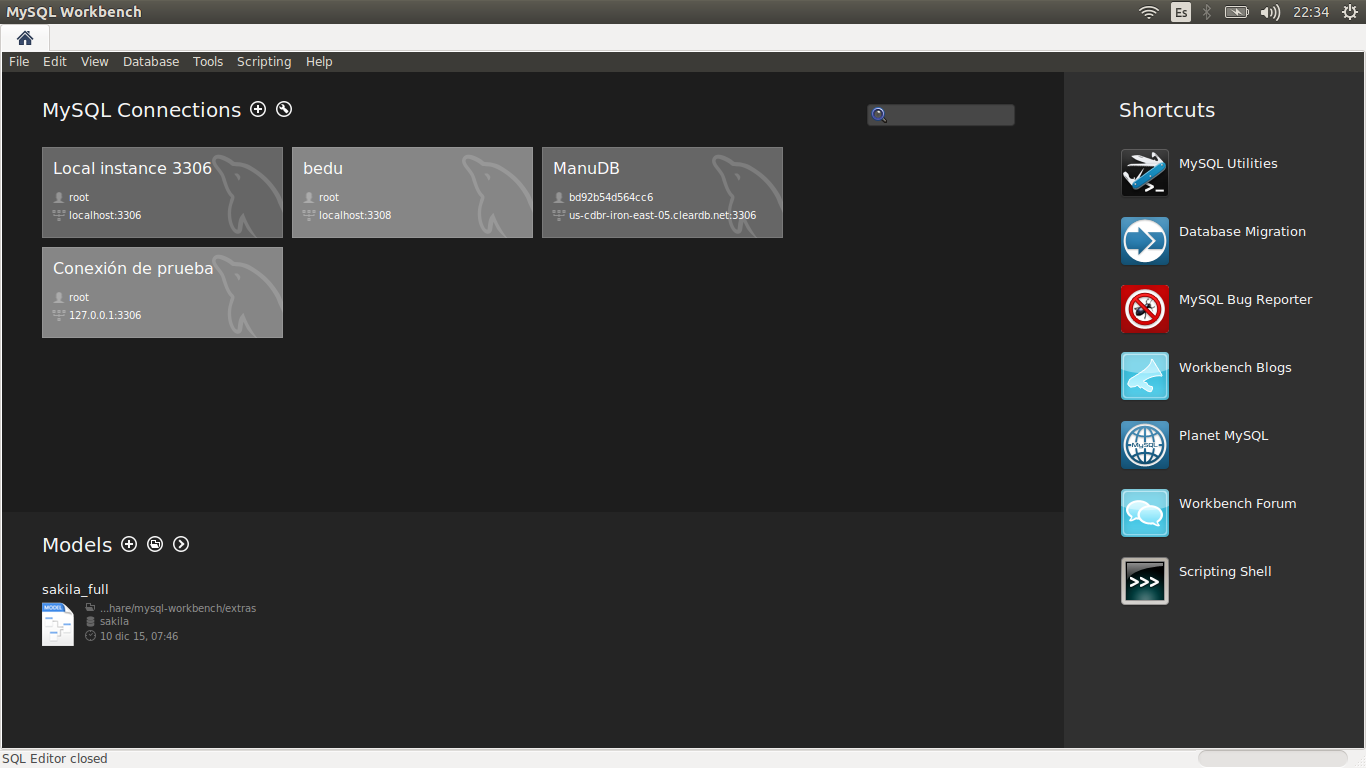 MySQL Workbench
Es
22:34
File Edit View Database Tools Scripting Help
MySQL Connections
Local instance 3306
root
localhost:3306
bedu
root
localhost:3308
ManuDB
bd92b54d564cc6
us-cdbr-iron-east-05.cleardb.net:3306
Conexión de prueba
root
127.0.0.1:3306
Models
sakila_full
MODEL
...hare/mysql-workbench/extras
sakila
10 dic 15, 07:46
Shortcuts
MySQL Utilities
Database Migration
MySQL Bug Reporter
Workbench Blogs
MySQL
Planet MySQL
Workbench Forum
>>>
Scripting Shell
SQL Editor closed